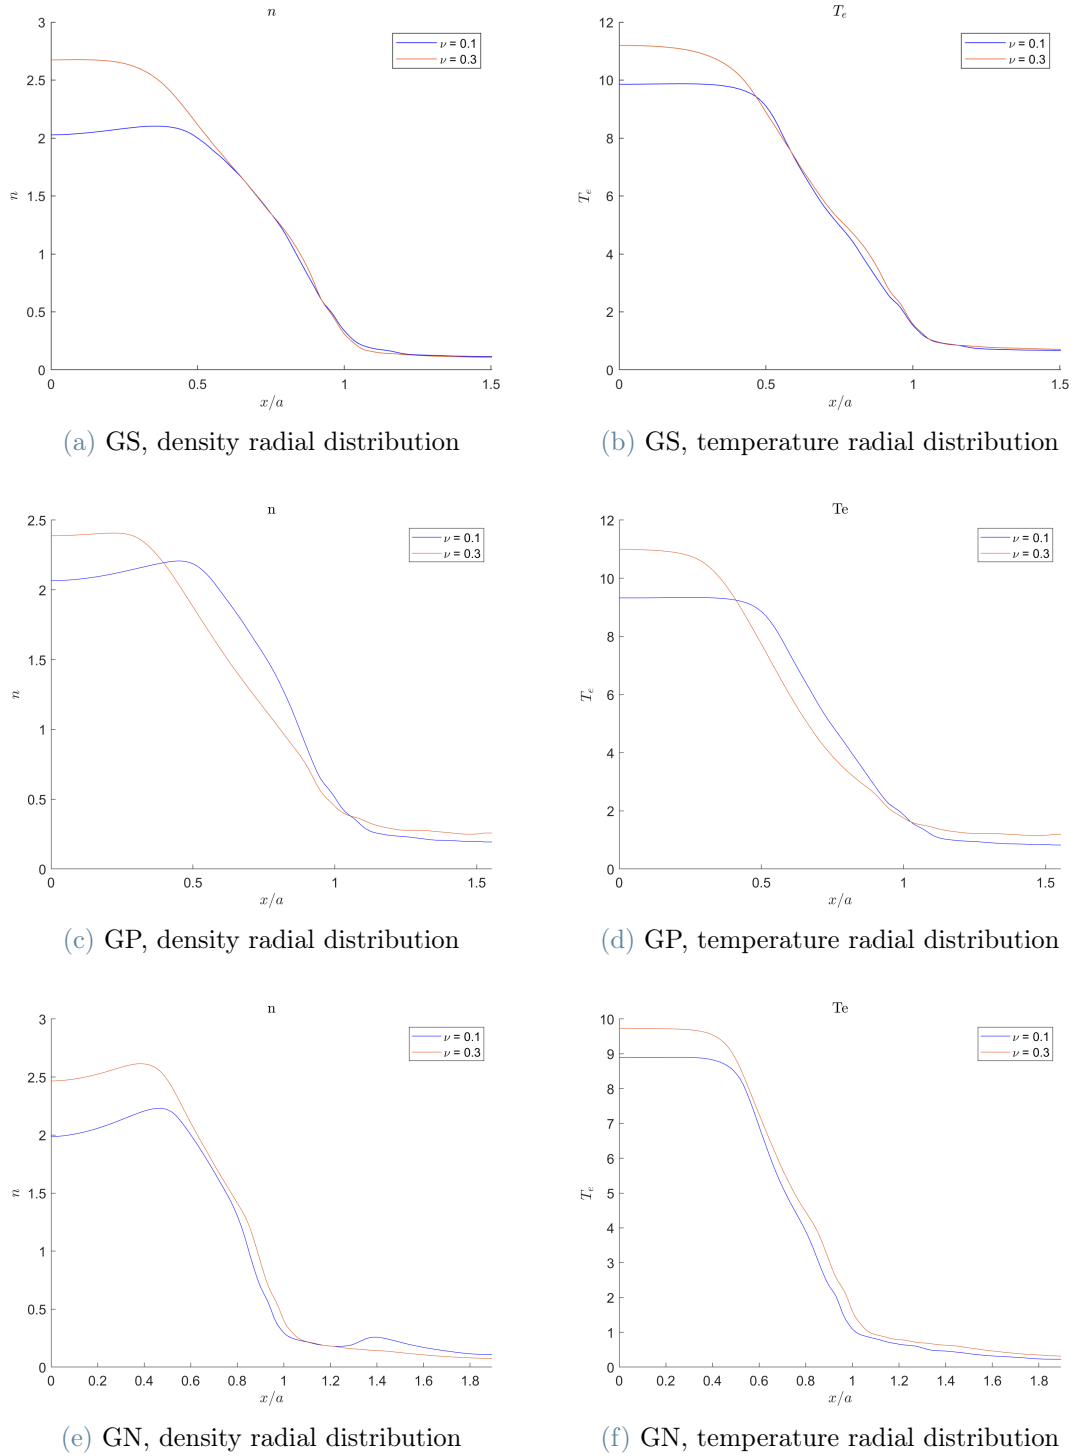 n
3
2.5
2
1.5
1
0.5
0
n
ν = 0.1
ν = 0.3
0 0.5 1 1.5
x/a
(a) GS, density radial distribution
T_e
12
10
8
6
4
2
0
T_e
ν = 0.1
ν = 0.3
0 0.5 1 1.5
x/a
(b) GS, temperature radial distribution
n
2.5
2
1.5
1
0.5
0
n
ν = 0.1
ν = 0.3
0 0.5 1 1.5
x/a
(c) GP, density radial distribution
Te
12
10
8
6
4
2
0
T_e
ν = 0.1
ν = 0.3
0 0.5 1 1.5
x/a
(d) GP, temperature radial distribution
n
3
2.5
2
1.5
1
0.5
0
n
ν = 0.1
ν = 0.3
0 0.2 0.4 0.6 0.8 1 1.2 1.4 1.6 1.8
x/a
(e) GN, density radial distribution
Te
10
9
8
7
6
5
4
3
2
1
0
T_e
ν = 0.1
ν = 0.3
0 0.2 0.4 0.6 0.8 1 1.2 1.4 1.6 1.8
x/a
(f) GN, temperature radial distribution